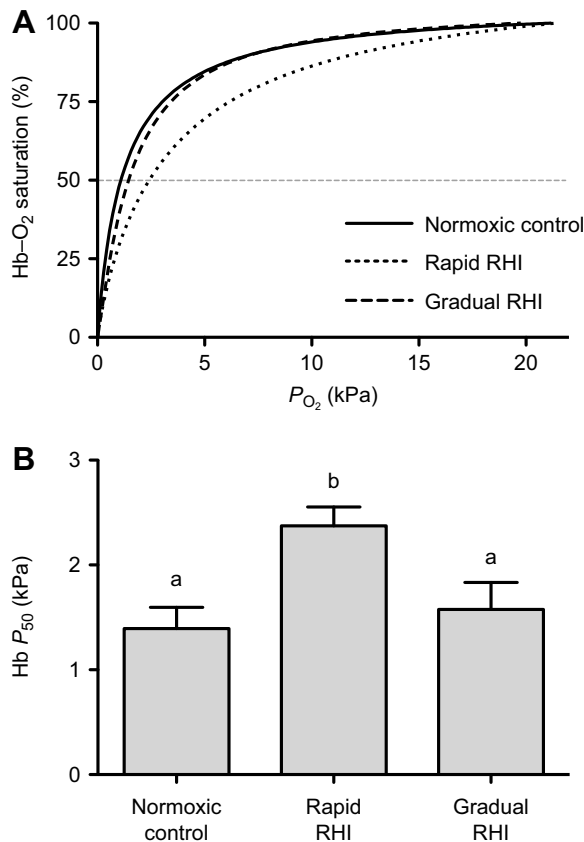 A
Hb–O2 saturation (%)
100
75
50
25
0
Normoxic control
Rapid RHI
Gradual RHI
0 5 10 15 20
PO2 (kPa)
B
Hb P50 (kPa)
3
2
1
0
a
b
a
Normoxic control
Rapid RHI
Gradual RHI